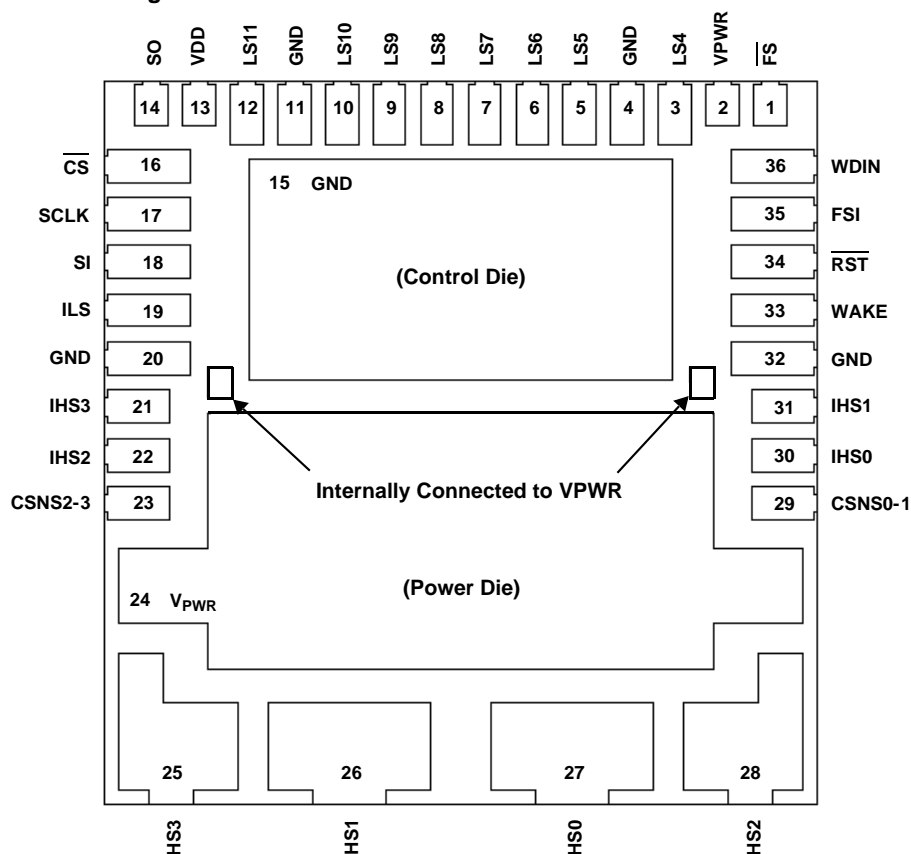 SO VDD LS11 GND LS10 LS9 LS8 LS7 LS6 LS5 GND LS4 VPWR F̅S̅
14 13 12 11 10 9 8 7 6 5 4 3 2 1
C̅S̅ 16 15 GND 36 WDIN
SCLK 17 35 FSI
SI 18 (Control Die) 34 R̅S̅T̅
ILS 19 33 WAKE
GND 20 32 GND
IHS3 21 31 IHS1
IHS2 22 30 IHS0
Internally Connected to VPWR
CSNS2-3 23 29 CSNS0-1
(Power Die)
24 VPWR
25 26 27 28
HS3 HS1 HS0 HS2